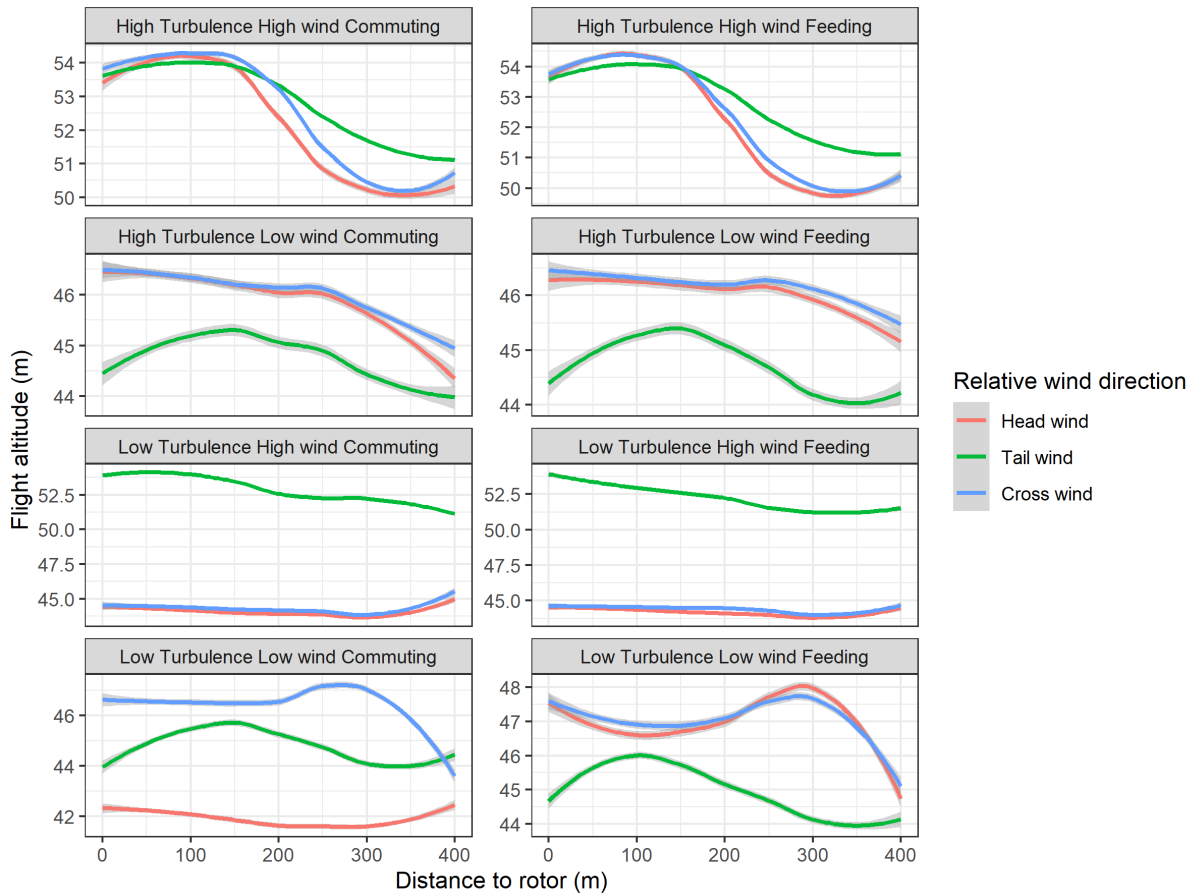 High Turbulence High wind Commuting
High Turbulence High wind Feeding
54
53
52
51
50
54
53
52
51
50
High Turbulence Low wind Commuting
High Turbulence Low wind Feeding
46
45
44
46
45
44
Low Turbulence High wind Commuting
Low Turbulence High wind Feeding
52.5
50.0
47.5
45.0
52.5
50.0
47.5
45.0
Low Turbulence Low wind Commuting
Low Turbulence Low wind Feeding
46
44
42
48
47
46
45
44
0 100 200 300 400
0 100 200 300 400
Distance to rotor (m)
Flight altitude (m)
Relative wind direction
Head wind
Tail wind
Cross wind